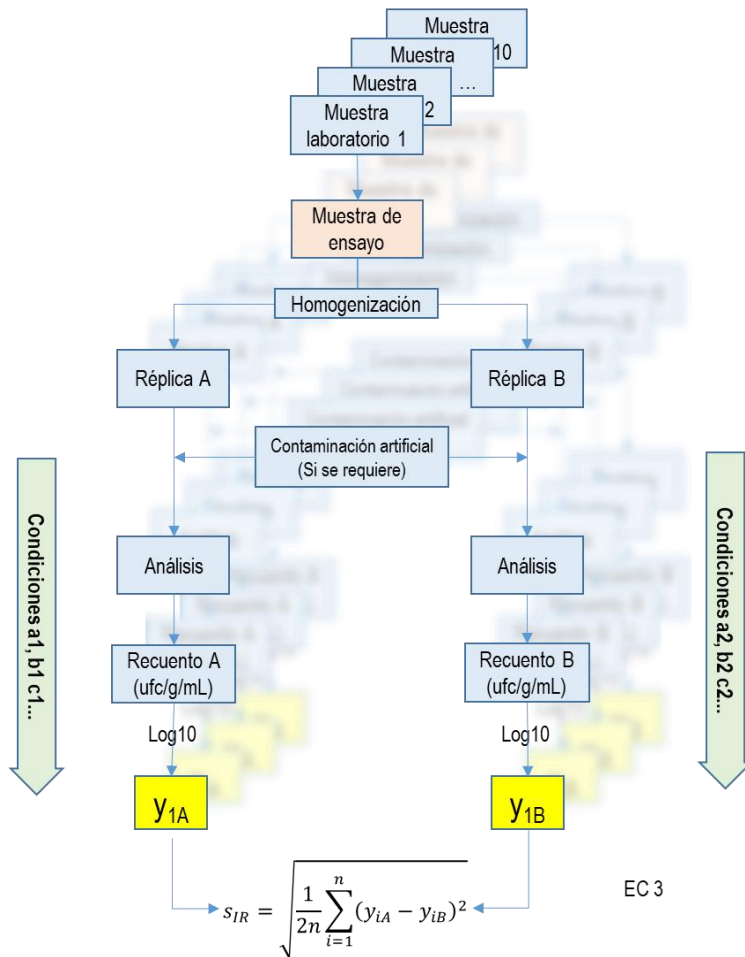 Muestra
10
Muestra
...
Muestra
2
Muestra
laboratorio 1
Muestra de
ensayo
Homogenización
Réplica A
Réplica B
Contaminación artificial
(Si se requiere)
Condiciones a1, b1 c1...
Condiciones a2, b2 c2...
Análisis
Análisis
Recuento A
(ufc/g/mL)
Recuento B
(ufc/g/mL)
Log10
Log10
y1A
y1B
s_IR = √(1/2n ∑_{i=1}^{n} (y_iA − y_iB)²)
EC 3